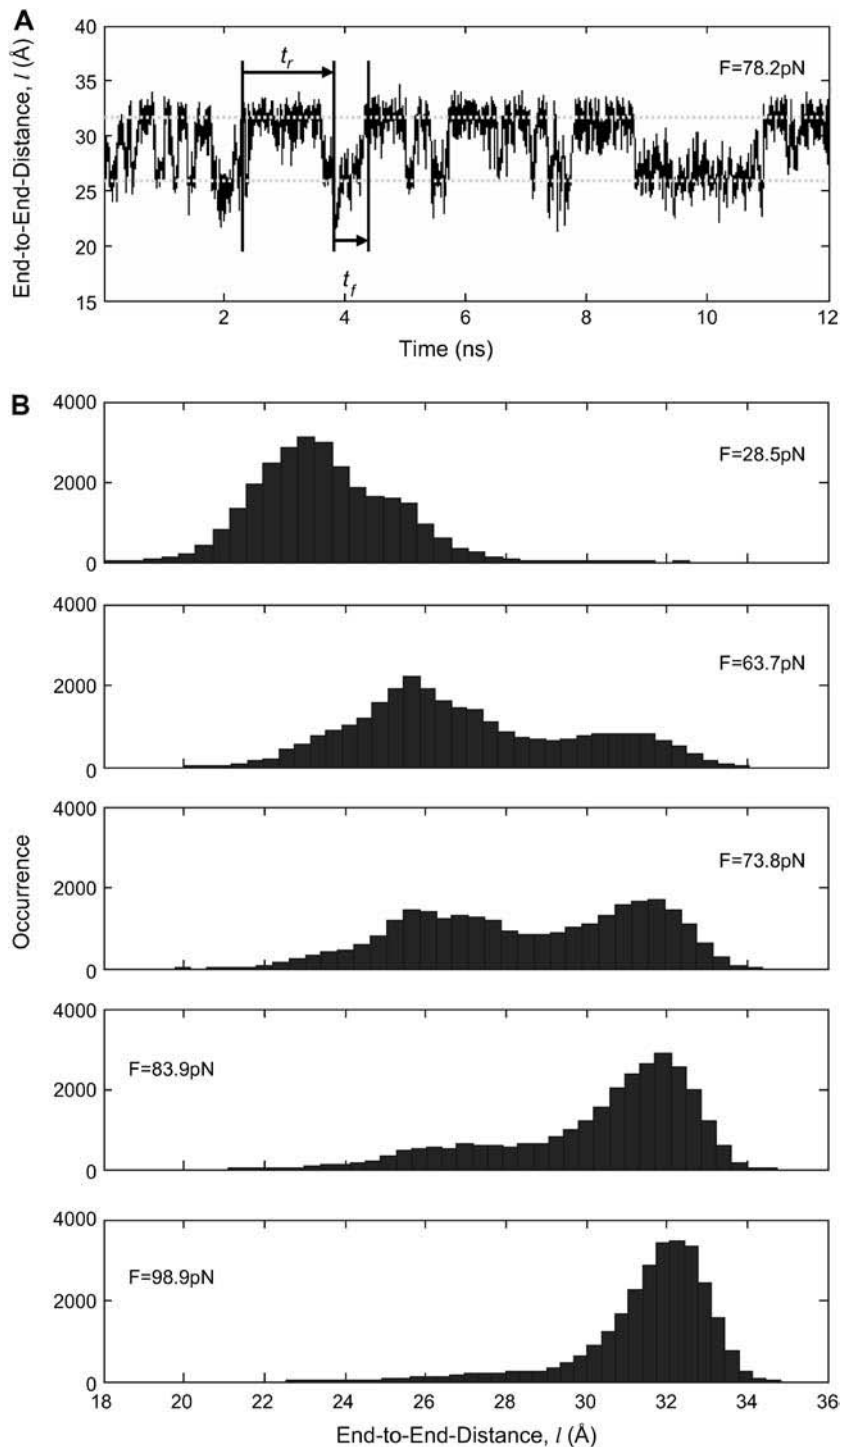 A
End-to-End-Distance, l (Å)
40
35
30
25
20
15
t_r
F=78.2pN
t_f
2
4
6
8
10
12
Time (ns)
B
Occurrence
4000
2000
0
F=28.5pN
4000
2000
0
F=63.7pN
4000
2000
0
F=73.8pN
4000
2000
0
F=83.9pN
4000
2000
0
F=98.9pN
18
20
22
24
26
28
30
32
34
36
End-to-End-Distance, l (Å)